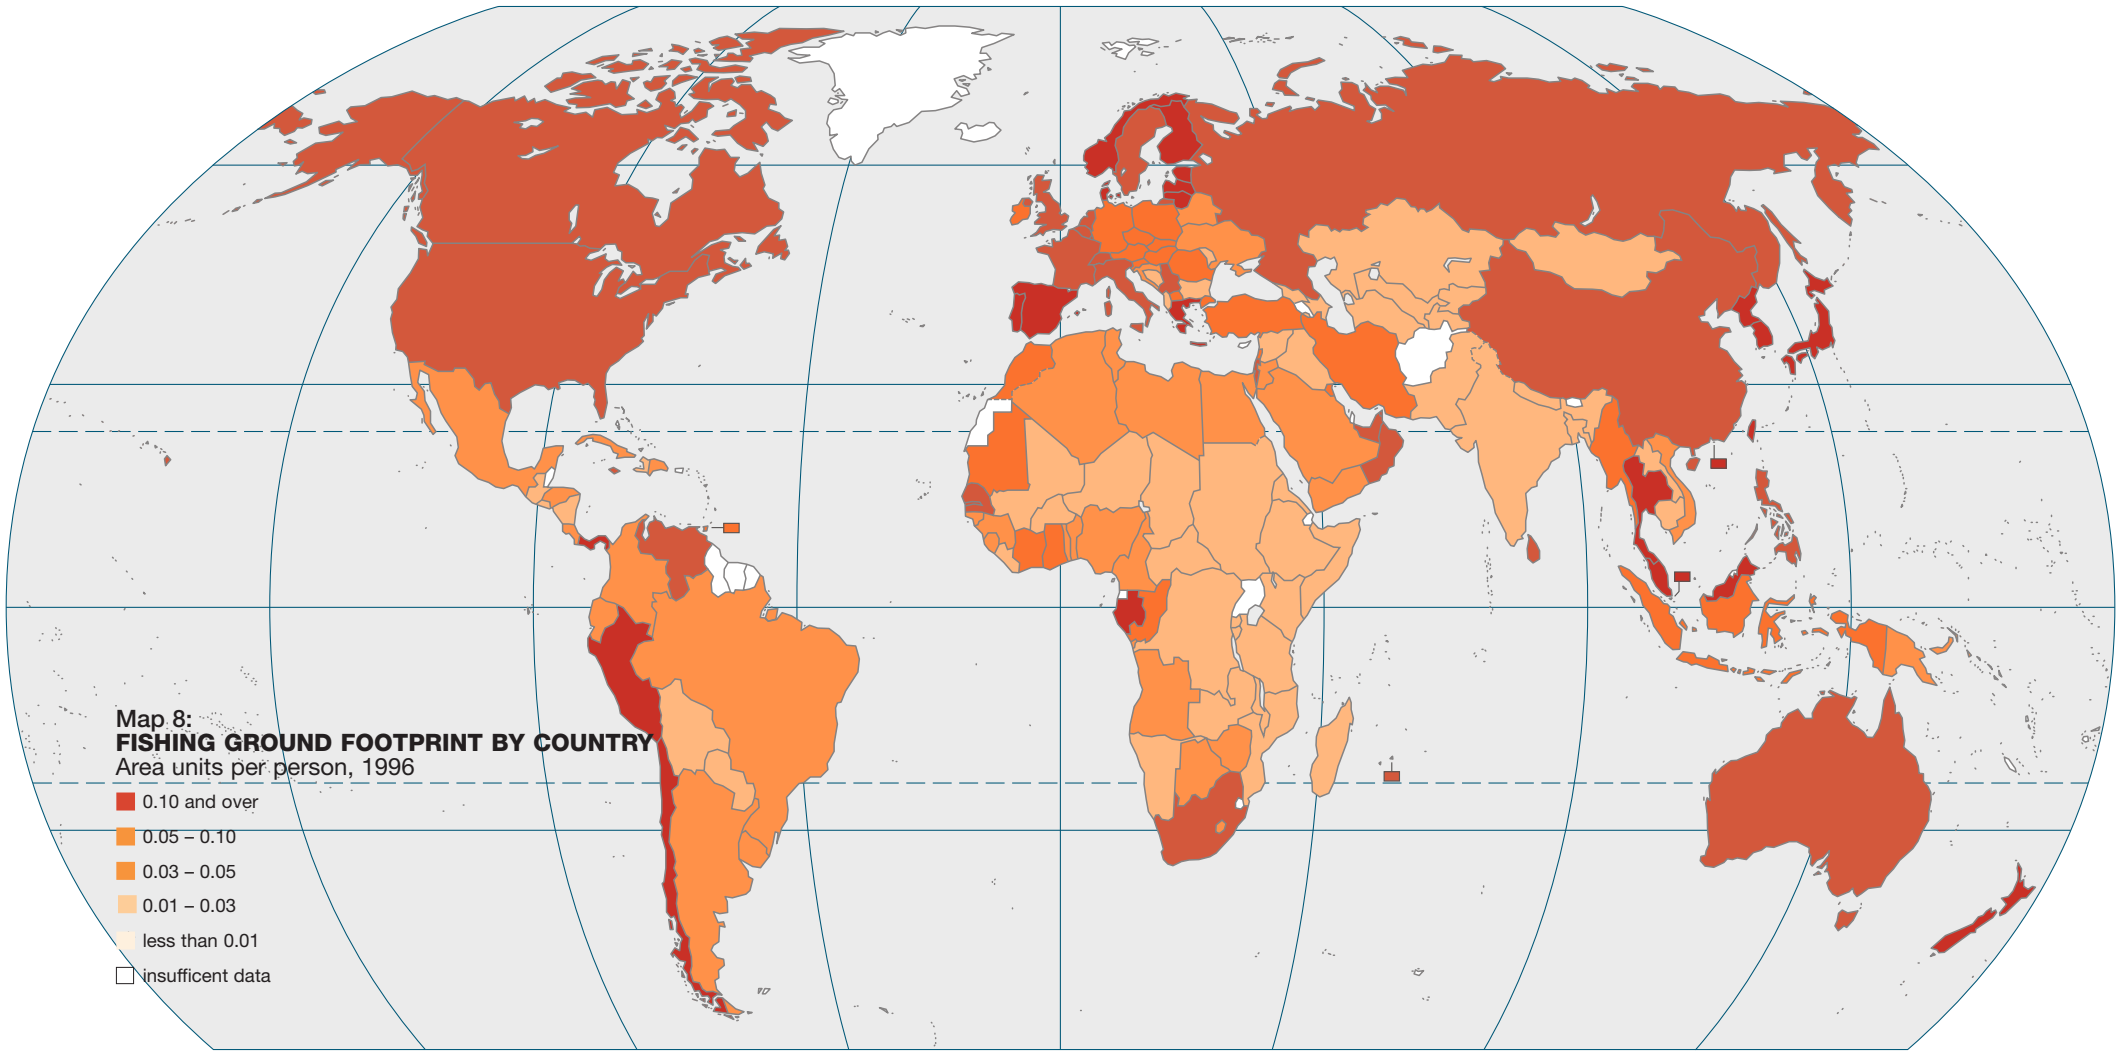 Map 8:
FISHING GROUND FOOTPRINT BY COUNTRY
Area units per person, 1996
0.10 and over
0.05 – 0.10
0.03 – 0.05
0.01 – 0.03
less than 0.01
insufficent data